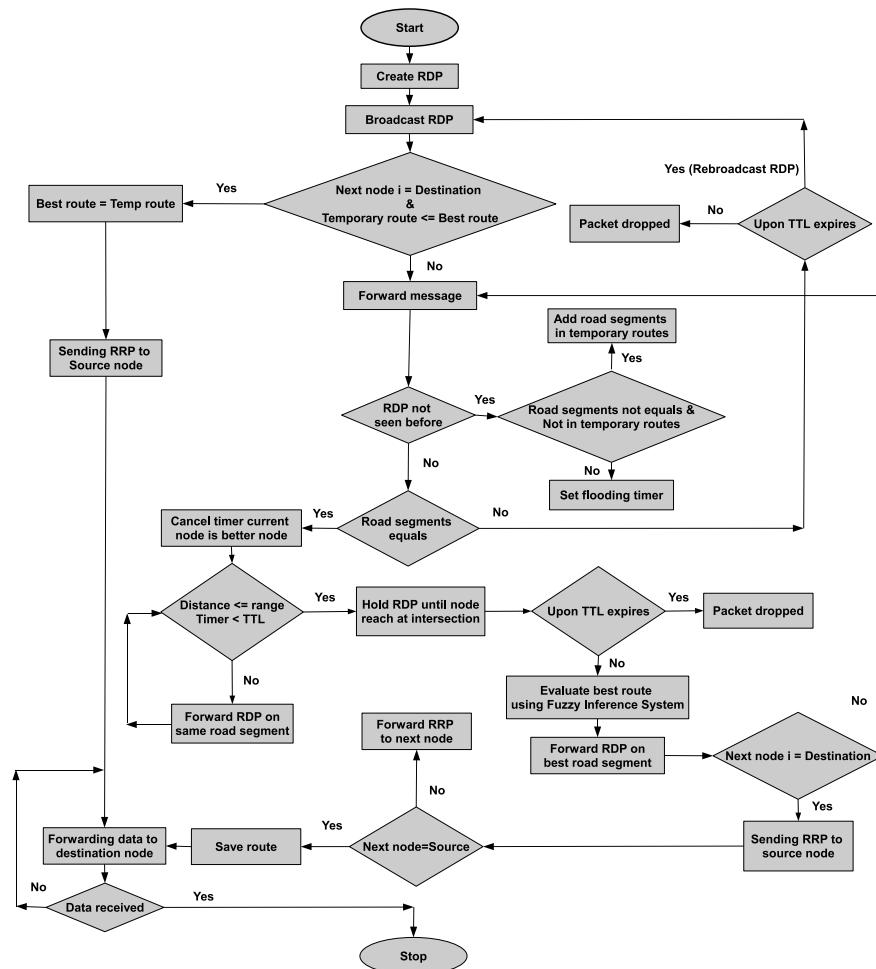 Start
Create RDP
Broadcast RDP
Yes (Rebroadcast RDP)
Next node i = Destination
&
Temporary route <= Best route
Yes
Best route = Temp route
No
Packet dropped
Upon TTL expires
No
Forward message
Add road segments
in temporary routes
Sending RRP to
Source node
Yes
RDP not
seen before
Yes
Road segments not equals &
Not in temporary routes
No
No
Set flooding timer
Cancel timer current
node is better node
Yes
Road segments
equals
No
Distance <= range
Timer < TTL
Yes
Hold RDP until node
reach at intersection
Upon TTL expires
Yes
Packet dropped
No
No
Evaluate best route
using Fuzzy Inference System
No
Forward RDP on
same road segment
Forward RRP
to next node
Forward RDP on
best road segment
Next node i = Destination
No
Yes
Forwarding data to
destination node
Save route
Yes
Next node=Source
Sending RRP to
source node
No
Data received
Yes
Stop